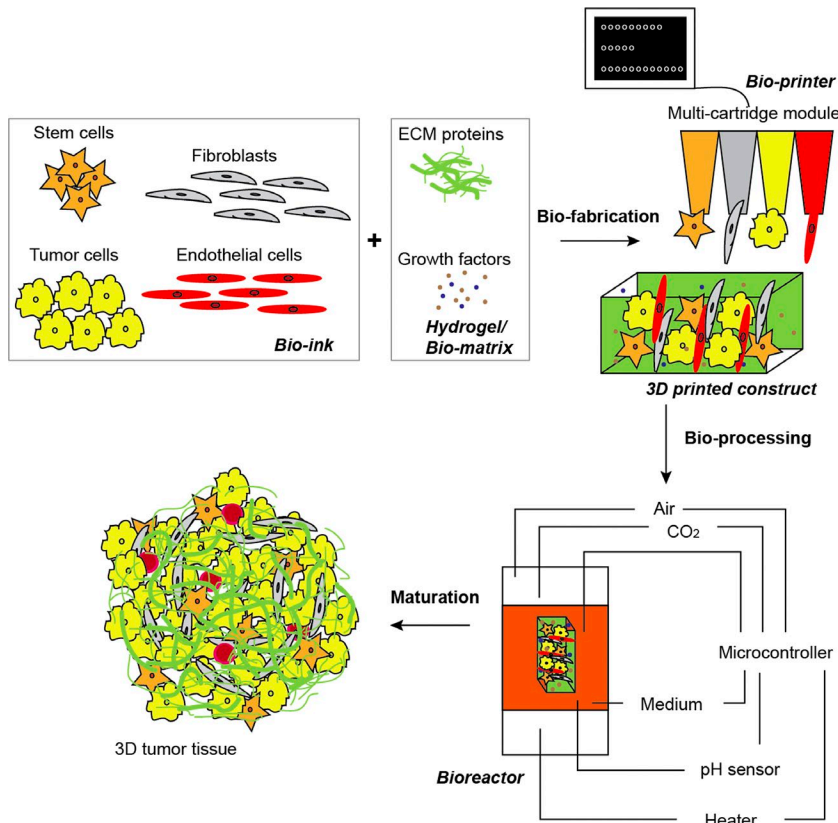 Bio-printer
Multi-cartridge module
Stem cells
Fibroblasts
Tumor cells
Endothelial cells
Bio-ink
+
ECM proteins
Growth factors
Hydrogel/
Bio-matrix
Bio-fabrication
3D printed construct
Bio-processing
Air
CO₂
Microcontroller
Medium
pH sensor
Heater
Bioreactor
Maturation
3D tumor tissue